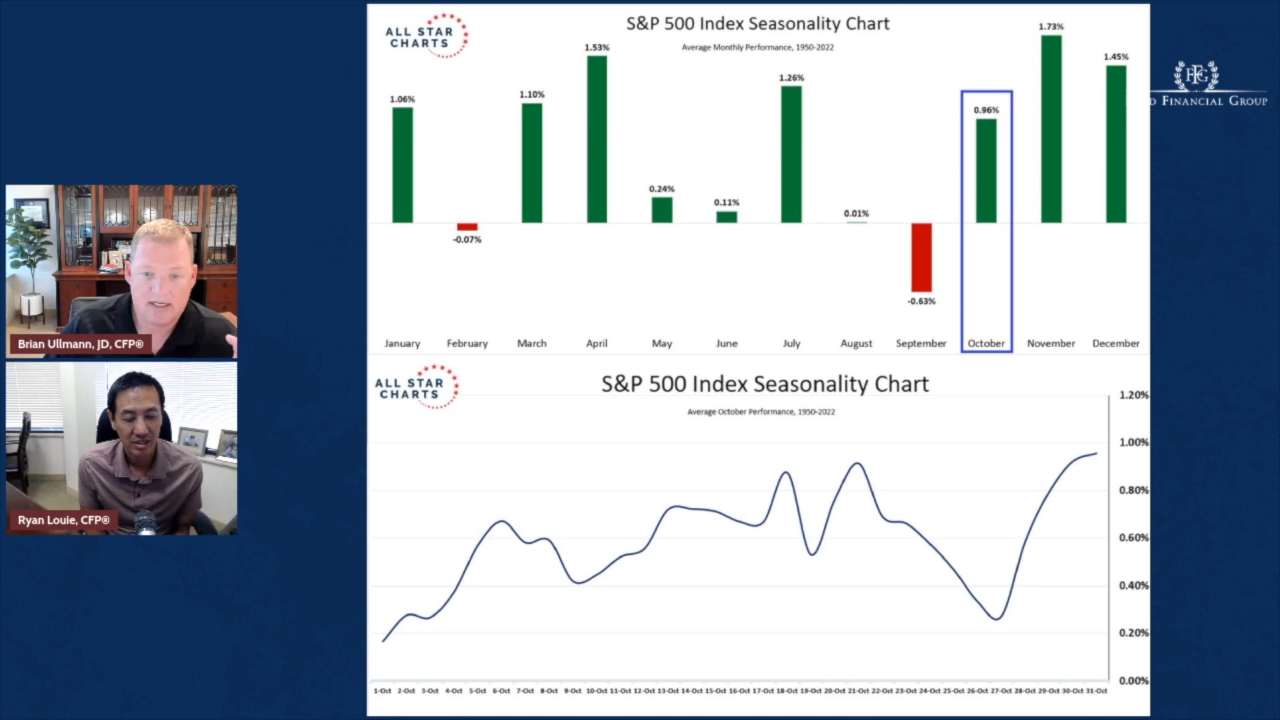 ALL STAR
CHARTS
S&P 500 Index Seasonality Chart
Average Monthly Performance, 1950-2022
1.06%
-0.07%
1.10%
1.53%
0.24%
0.11%
1.26%
0.01%
-0.63%
0.96%
1.73%
1.45%
January February March April May June July August September October November December
ALL STAR
CHARTS
S&P 500 Index Seasonality Chart
Average October Performance, 1950-2022
1.20%
1.00%
0.80%
0.60%
0.40%
0.20%
0.00%
1-Oct 2-Oct 3-Oct 4-Oct 5-Oct 6-Oct 7-Oct 8-Oct 9-Oct 10-Oct 11-Oct 12-Oct 13-Oct 14-Oct 15-Oct 16-Oct 17-Oct 18-Oct 19-Oct 20-Oct 21-Oct 22-Oct 23-Oct 24-Oct 25-Oct 26-Oct 27-Oct 28-Oct 29-Oct 30-Oct 31-Oct
Brian Ullmann, JD, CFP®
Ryan Louie, CFP®
D FINANCIAL GROUP